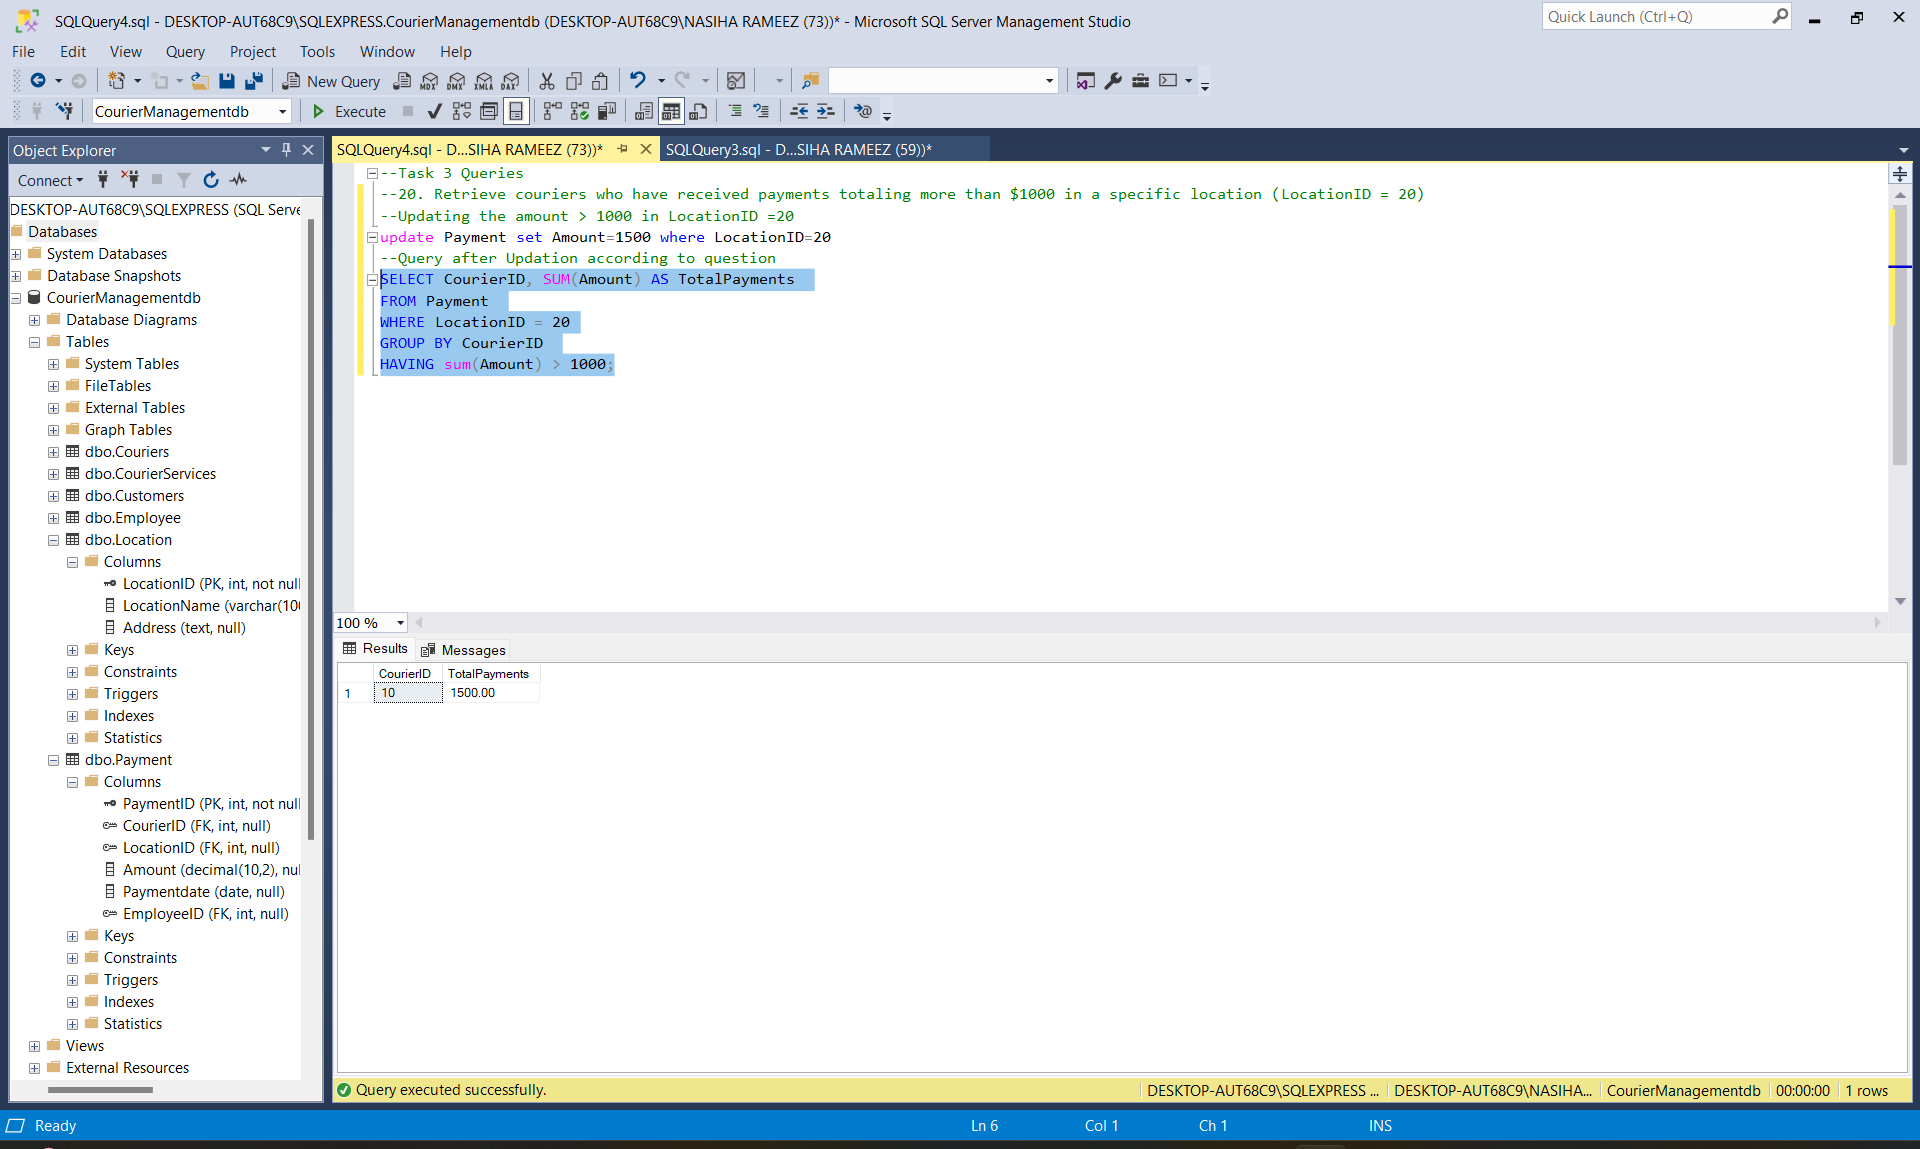 SQLQuery4.sql - DESKTOP-AUT68C9\SQLEXPRESS.CourierManagementdb (DESKTOP-AUT68C9\NASIHA RAMEEZ (73))* - Microsoft SQL Server Management Studio
Quick Launch (Ctrl+Q)
File Edit View Query Project Tools Window Help
New Query MDX DMX XMLA DAX
CourierManagementdb Execute
Object Explorer
Connect
DESKTOP-AUT68C9\SQLEXPRESS (SQL Serve
Databases
System Databases
Database Snapshots
CourierManagementdb
Database Diagrams
Tables
System Tables
FileTables
External Tables
Graph Tables
dbo.Couriers
dbo.CourierServices
dbo.Customers
dbo.Employee
dbo.Location
Columns
LocationID (PK, int, not null
LocationName (varchar(100
Address (text, null)
Keys
Constraints
Triggers
Indexes
Statistics
dbo.Payment
Columns
PaymentID (PK, int, not null
CourierID (FK, int, null)
LocationID (FK, int, null)
Amount (decimal(10,2), nul
Paymentdate (date, null)
EmployeeID (FK, int, null)
Keys
Constraints
Triggers
Indexes
Statistics
Views
External Resources
SQLQuery4.sql - D...SIHA RAMEEZ (73))* SQLQuery3.sql - D...SIHA RAMEEZ (59))*
--Task 3 Queries
--20. Retrieve couriers who have received payments totaling more than $1000 in a specific location (LocationID = 20)
--Updating the amount > 1000 in LocationID =20
update Payment set Amount=1500 where LocationID=20
--Query after Updation according to question
SELECT CourierID, SUM(Amount) AS TotalPayments
FROM Payment
WHERE LocationID = 20
GROUP BY CourierID
HAVING sum(Amount) > 1000;
100 %
Results Messages
CourierID TotalPayments
1 10 1500.00
Query executed successfully. DESKTOP-AUT68C9\SQLEXPRESS ... DESKTOP-AUT68C9\NASIHA... CourierManagementdb 00:00:00 1 rows
Ready Ln 6 Col 1 Ch 1 INS